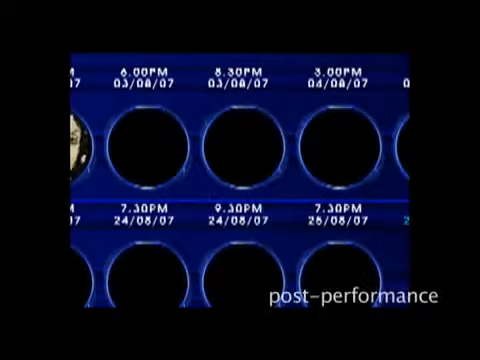 6.00PM 8.30PM 3.00PM
03/08/07 03/08/07 04/08/07
7.30PM 9.30PM 7.30PM
24/08/07 24/08/07 25/08/07
post-performance